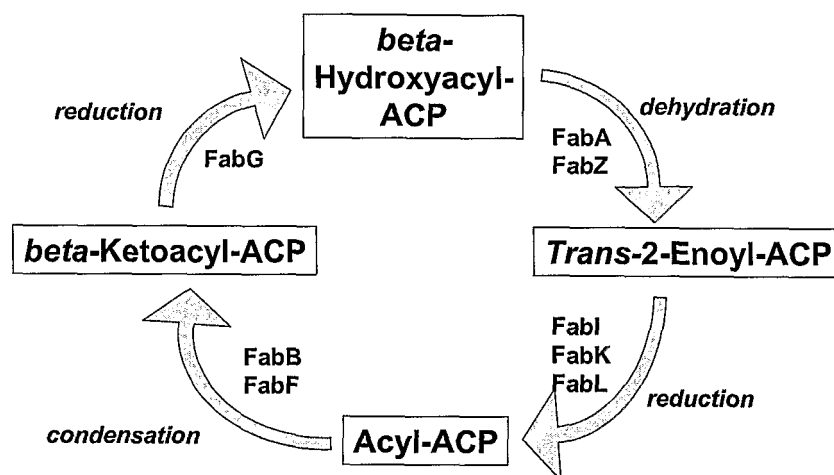 beta-
Hydroxyacyl-
ACP
reduction
dehydration
FabG
FabA
FabZ
beta-Ketoacyl-ACP
Trans-2-Enoyl-ACP
FabB
FabF
FabI
FabK
FabL
condensation
Acyl-ACP
reduction